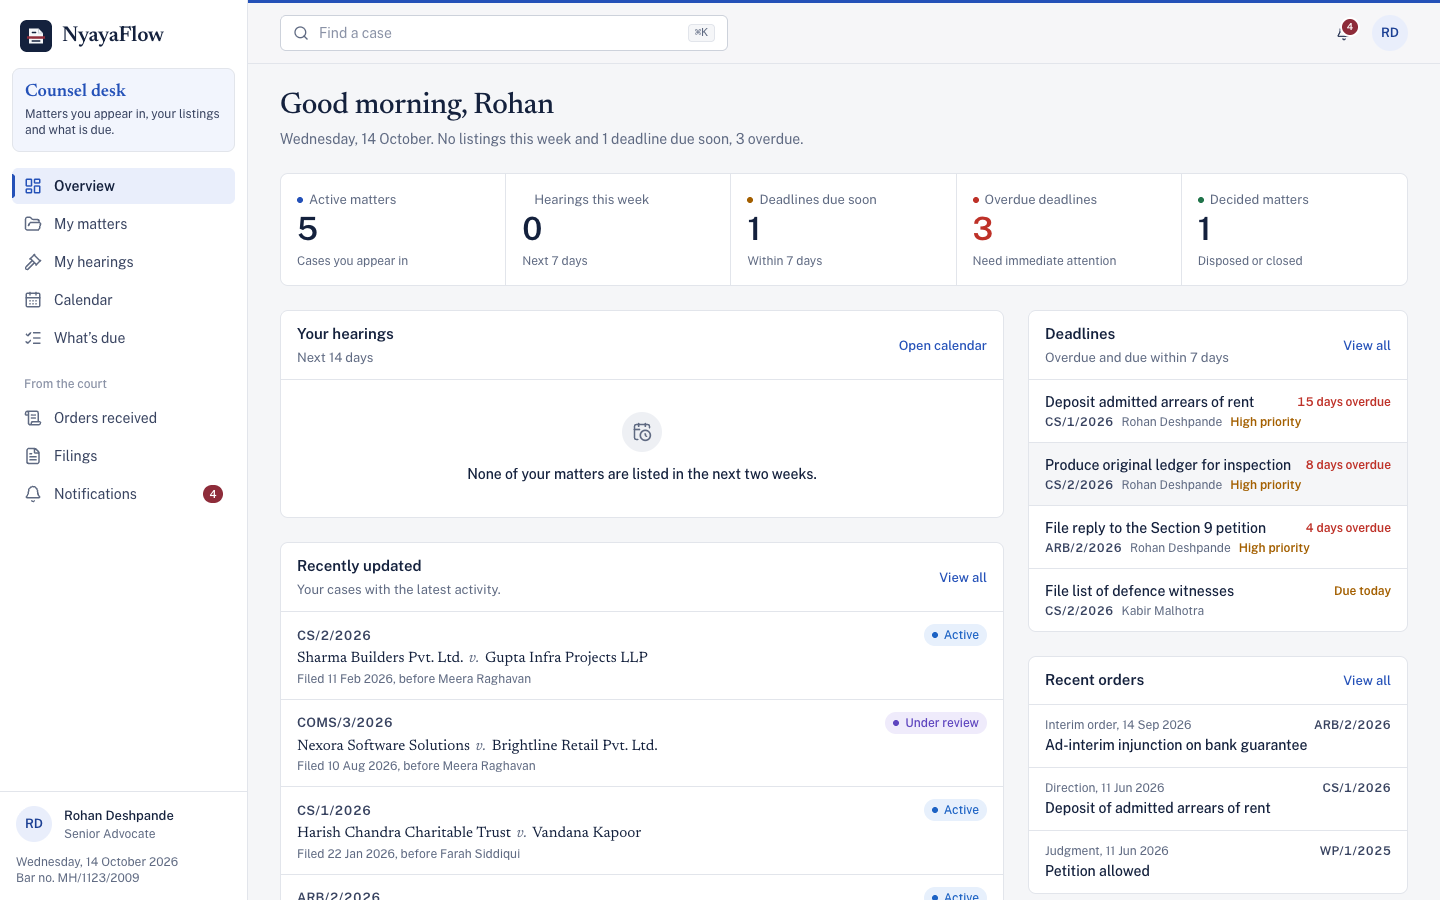 NyayaFlow
Counsel desk
Matters you appear in, your listings
and what is due.
Overview
My matters
My hearings
Calendar
What's due
From the court
Orders received
Filings
Notifications
4
RD
Rohan Deshpande
Senior Advocate
Wednesday, 14 October 2026
Bar no. MH/1123/2009
Find a case
⌘K
4
RD
Good morning, Rohan
Wednesday, 14 October. No listings this week and 1 deadline due soon, 3 overdue.
Active matters
5
Cases you appear in
Hearings this week
0
Next 7 days
Deadlines due soon
1
Within 7 days
Overdue deadlines
3
Need immediate attention
Decided matters
1
Disposed or closed
Your hearings
Next 14 days
Open calendar
None of your matters are listed in the next two weeks.
Recently updated
Your cases with the latest activity.
View all
CS/2/2026
Active
Sharma Builders Pvt. Ltd. v. Gupta Infra Projects LLP
Filed 11 Feb 2026, before Meera Raghavan
COMS/3/2026
Under review
Nexora Software Solutions v. Brightline Retail Pvt. Ltd.
Filed 10 Aug 2026, before Meera Raghavan
CS/1/2026
Active
Harish Chandra Charitable Trust v. Vandana Kapoor
Filed 22 Jan 2026, before Farah Siddiqui
ARB/2/2026
Active
Deadlines
Overdue and due within 7 days
View all
Deposit admitted arrears of rent
15 days overdue
CS/1/2026 Rohan Deshpande High priority
Produce original ledger for inspection
8 days overdue
CS/2/2026 Rohan Deshpande High priority
File reply to the Section 9 petition
4 days overdue
ARB/2/2026 Rohan Deshpande High priority
File list of defence witnesses
Due today
CS/2/2026 Kabir Malhotra
Recent orders
View all
Interim order, 14 Sep 2026
ARB/2/2026
Ad-interim injunction on bank guarantee
Direction, 11 Jun 2026
CS/1/2026
Deposit of admitted arrears of rent
Judgment, 11 Jun 2026
WP/1/2025
Petition allowed